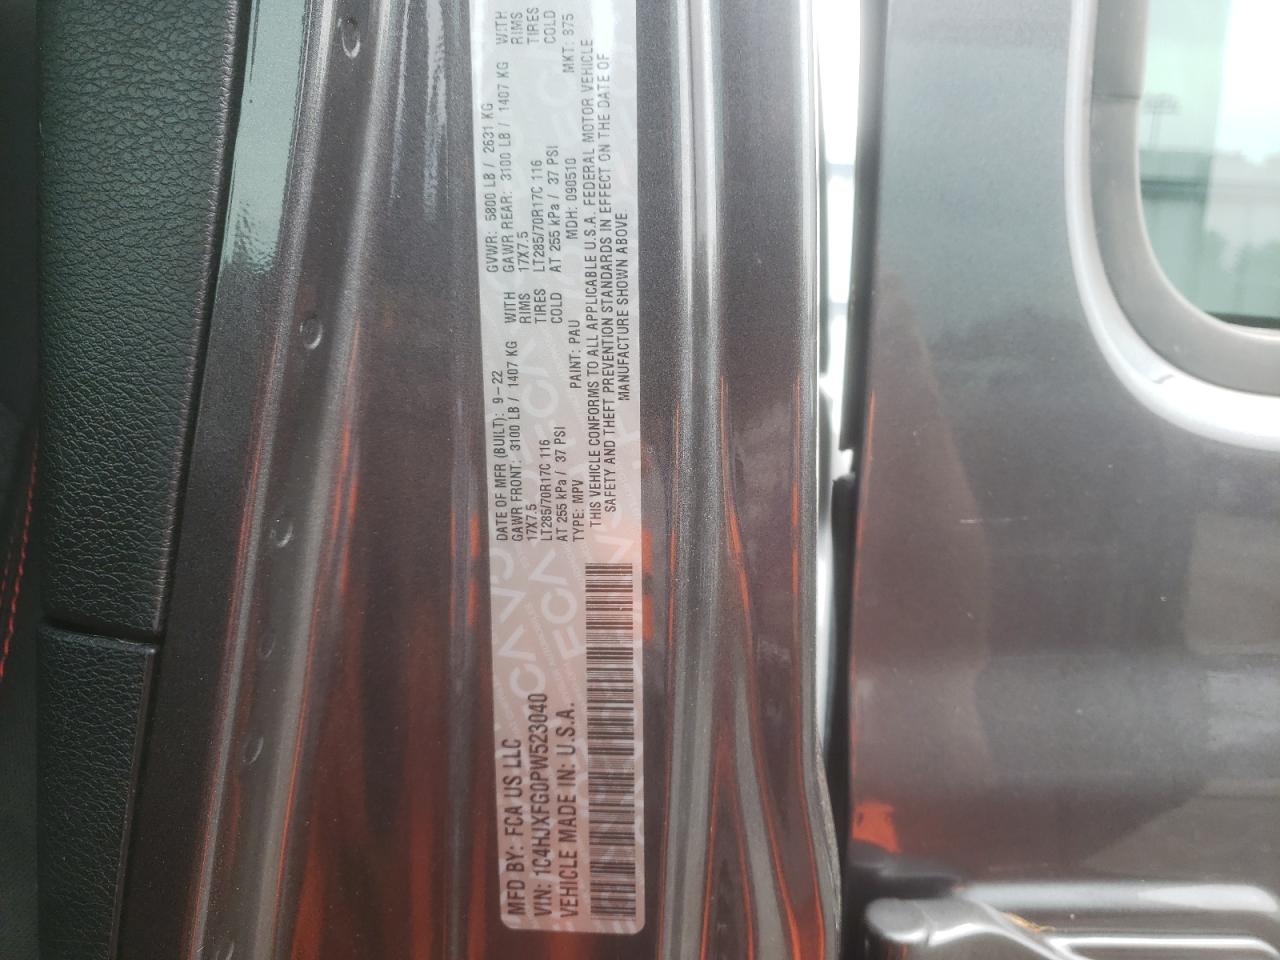 MFD BY: FCA US LLC
DATE OF MFR (BUILT): 9-22
GVWR: 5800 LB / 2631 KG
VIN: 1C4HJXFG0PW523040
GAWR FRONT: 3100 LB / 1407 KG WITH
GAWR REAR: 3100 LB / 1407 KG WITH
VEHICLE MADE IN: U.S.A.
17X7.5 RIMS
17X7.5 RIMS
LT285/70R17C 116 TIRES
LT285/70R17C 116 TIRES
AT 255 kPa / 37 PSI COLD
AT 255 kPa / 37 PSI COLD
TYPE: MPV PAINT: PAU MDH: 090510 MKT: 875
THIS VEHICLE CONFORMS TO ALL APPLICABLE U.S.A. FEDERAL MOTOR VEHICLE
SAFETY AND THEFT PREVENTION STANDARDS IN EFFECT ON THE DATE OF
MANUFACTURE SHOWN ABOVE